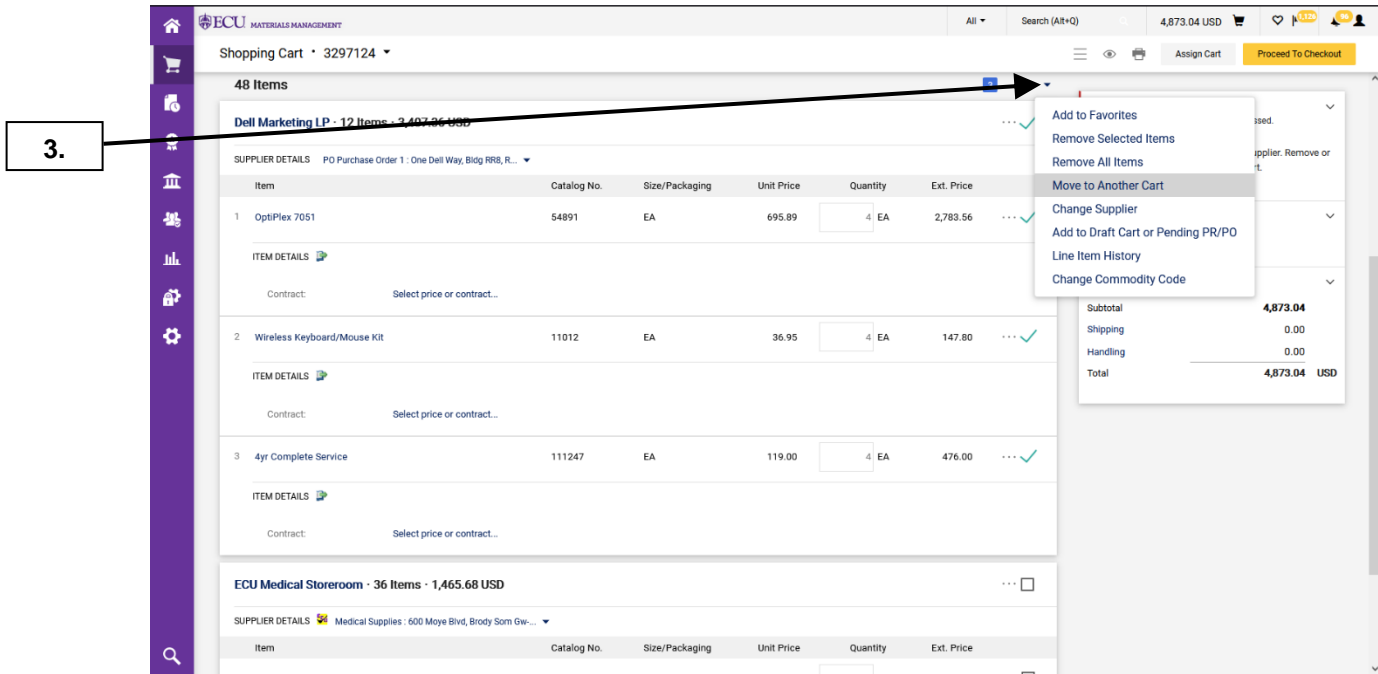 ECU MATERIALS MANAGEMENT
All
Search (Alt+Q)
4,873.04 USD
Shopping Cart · 3297124
Assign Cart
Proceed To Checkout
48 Items
3.
Dell Marketing LP · 12 Items · 3,407.36 USD
SUPPLIER DETAILS PO Purchase Order 1 : One Dell Way, Bldg RR8, R...
Item Catalog No. Size/Packaging Unit Price Quantity Ext. Price
1 OptiPlex 7051 54891 EA 695.89 4 EA 2,783.56 ...
ITEM DETAILS
Contract: Select price or contract...
2 Wireless Keyboard/Mouse Kit 11012 EA 36.95 4 EA 147.80 ...
ITEM DETAILS
Contract: Select price or contract...
3 4yr Complete Service 111247 EA 119.00 4 EA 476.00 ...
ITEM DETAILS
Contract: Select price or contract...
ECU Medical Storeroom · 36 Items · 1,465.68 USD ...
SUPPLIER DETAILS Medical Supplies : 600 Moye Blvd, Brody Som Gw-...
Item Catalog No. Size/Packaging Unit Price Quantity Ext. Price
Add to Favorites
Remove Selected Items
Remove All Items
Move to Another Cart
Change Supplier
Add to Draft Cart or Pending PR/PO
Line Item History
Change Commodity Code
ssed.
upplier. Remove or
Subtotal 4,873.04
Shipping 0.00
Handling 0.00
Total 4,873.04 USD